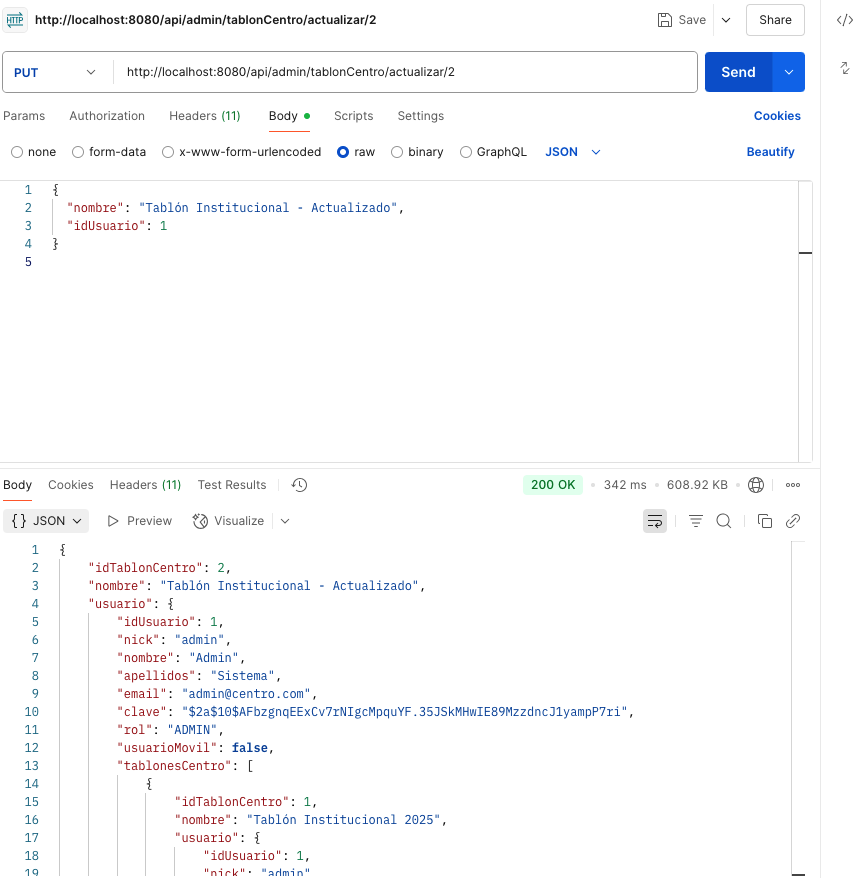 HTTP http://localhost:8080/api/admin/tablonCentro/actualizar/2 Save Share
PUT http://localhost:8080/api/admin/tablonCentro/actualizar/2 Send
Params Authorization Headers (11) Body Scripts Settings Cookies
none form-data x-www-form-urlencoded raw binary GraphQL JSON Beautify
1 {
2 "nombre": "Tablón Institucional - Actualizado",
3 "idUsuario": 1
4 }
5
Body Cookies Headers (11) Test Results 200 OK • 342 ms • 608.92 KB •
{} JSON Preview Visualize
1 {
2 "idTablonCentro": 2,
3 "nombre": "Tablón Institucional - Actualizado",
4 "usuario": {
5 "idUsuario": 1,
6 "nick": "admin",
7 "nombre": "Admin",
8 "apellidos": "Sistema",
9 "email": "admin@centro.com",
10 "clave": "$2a$10$AFbzgnqEExCv7rNIgcMpquYF.35JSkMHwIE89MzzdncJ1yampP7ri",
11 "rol": "ADMIN",
12 "usuarioMovil": false,
13 "tablonesCentro": [
14 {
15 "idTablonCentro": 1,
16 "nombre": "Tablón Institucional 2025",
17 "usuario": {
18 "idUsuario": 1,
19 "nick": "admin"